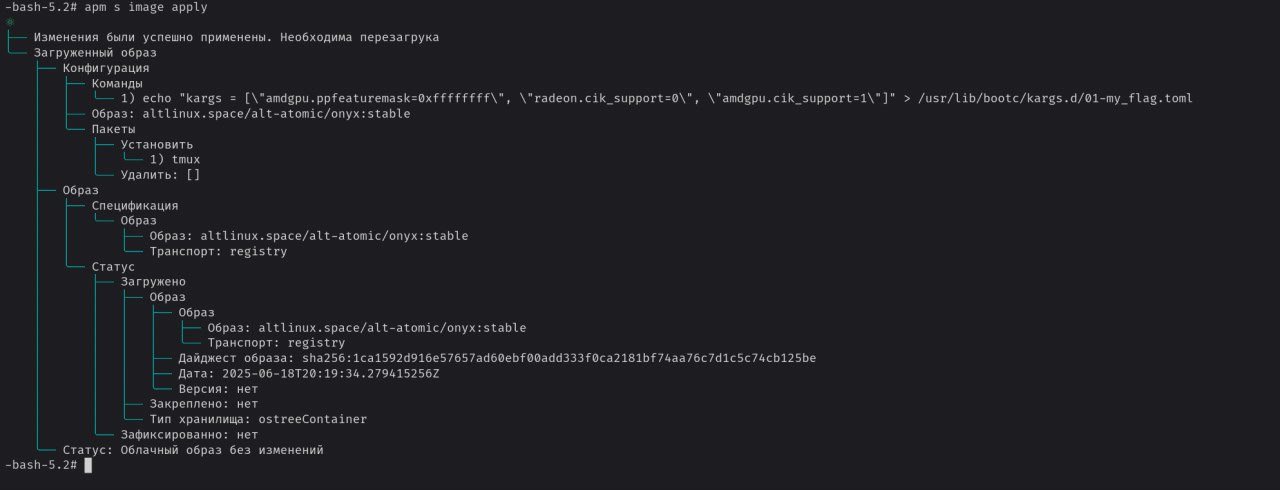 -bash-5.2# apm s image apply
Изменения были успешно применены. Необходима перезагрука
Загруженный образ
Конфигурация
Команды
1) echo "kargs = [\"amdgpu.ppfeaturemask=0xffffffff\", \"radeon.cik_support=0\", \"amdgpu.cik_support=1\"]" > /usr/lib/bootc/kargs.d/01-my_flag.toml
Образ: altlinux.space/alt-atomic/onyx:stable
Пакеты
Установить
1) tmux
Удалить: []
Образ
Спецификация
Образ
Образ: altlinux.space/alt-atomic/onyx:stable
Транспорт: registry
Статус
Загружено
Образ
Образ
Образ: altlinux.space/alt-atomic/onyx:stable
Транспорт: registry
Дайджест образа: sha256:1ca1592d916e57657ad60ebf00add333f0ca2181bf74aa76c7d1c5c74cb125be
Дата: 2025-06-18T20:19:34.279415256Z
Версия: нет
Закреплено: нет
Тип хранилища: ostreeContainer
Зафиксированно: нет
Статус: Облачный образ без изменений
-bash-5.2#